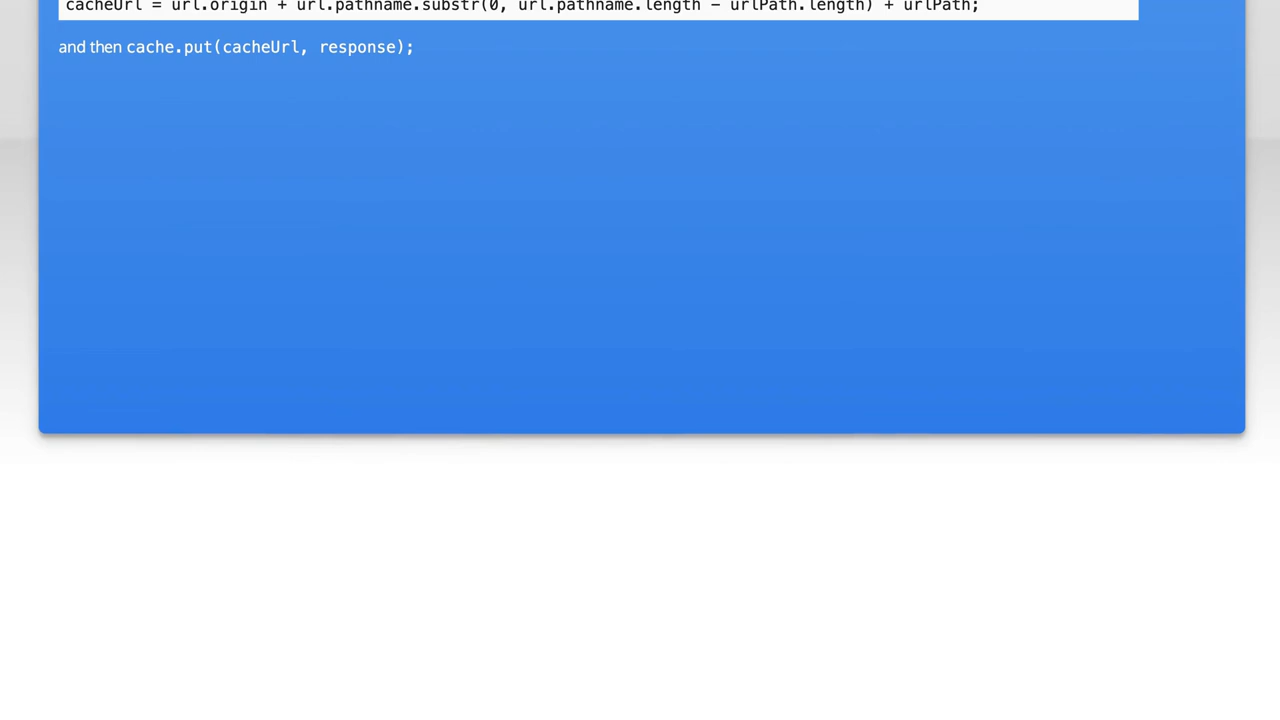 cacheUrl = url.origin + url.pathname.substr(0, url.pathname.length - urlPath.length) + urlPath;
and then cache.put(cacheUrl, response);